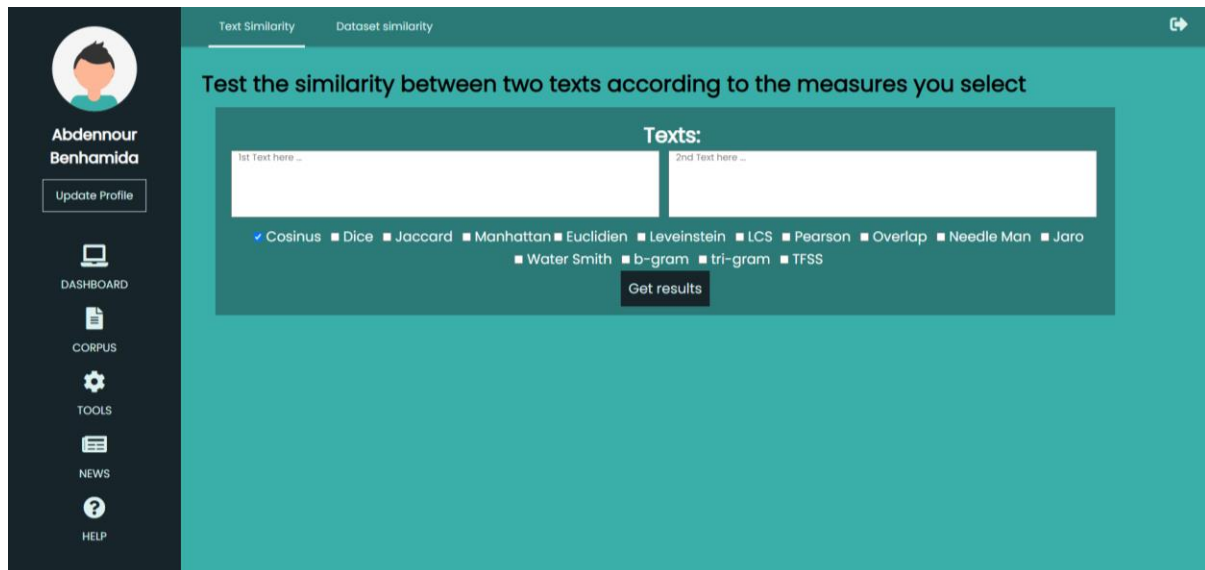 Text Similarity
Dataset similarity
Abdennour
Benhamida
Update Profile
DASHBOARD
CORPUS
TOOLS
NEWS
HELP
Test the similarity between two texts according to the measures you select
Texts:
1st Text here ...
2nd Text here ...
Cosinus Dice Jaccard Manhattan Euclidien Leveinstein LCS Pearson Overlap Needle Man Jaro
Water Smith b-gram tri-gram TFSS
Get results